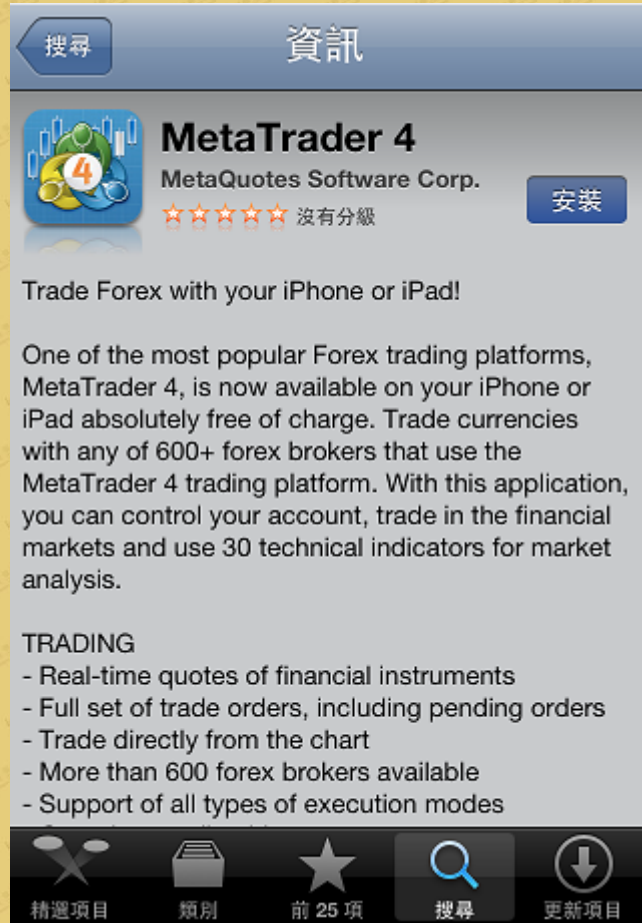 搜尋
資訊
4
MetaTrader 4
MetaQuotes Software Corp.
沒有分級
安裝
Trade Forex with your iPhone or iPad!
One of the most popular Forex trading platforms,
MetaTrader 4, is now available on your iPhone or
iPad absolutely free of charge. Trade currencies
with any of 600+ forex brokers that use the
MetaTrader 4 trading platform. With this application,
you can control your account, trade in the financial
markets and use 30 technical indicators for market
analysis.
TRADING
- Real-time quotes of financial instruments
- Full set of trade orders, including pending orders
- Trade directly from the chart
- More than 600 forex brokers available
- Support of all types of execution modes
精選項目
類別
前 25 項
搜尋
更新項目